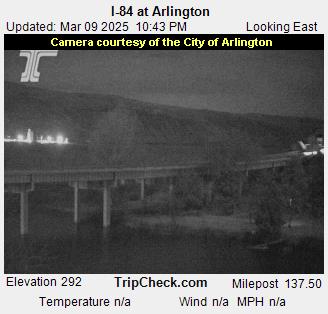 I-84 at Arlington
Updated: Mar 09 2025 10:43 PM Looking East
Camera courtesy of the City of Arlington
Elevation 292 TripCheck.com Milepost 137.50
Temperature n/a Wind n/a MPH n/a